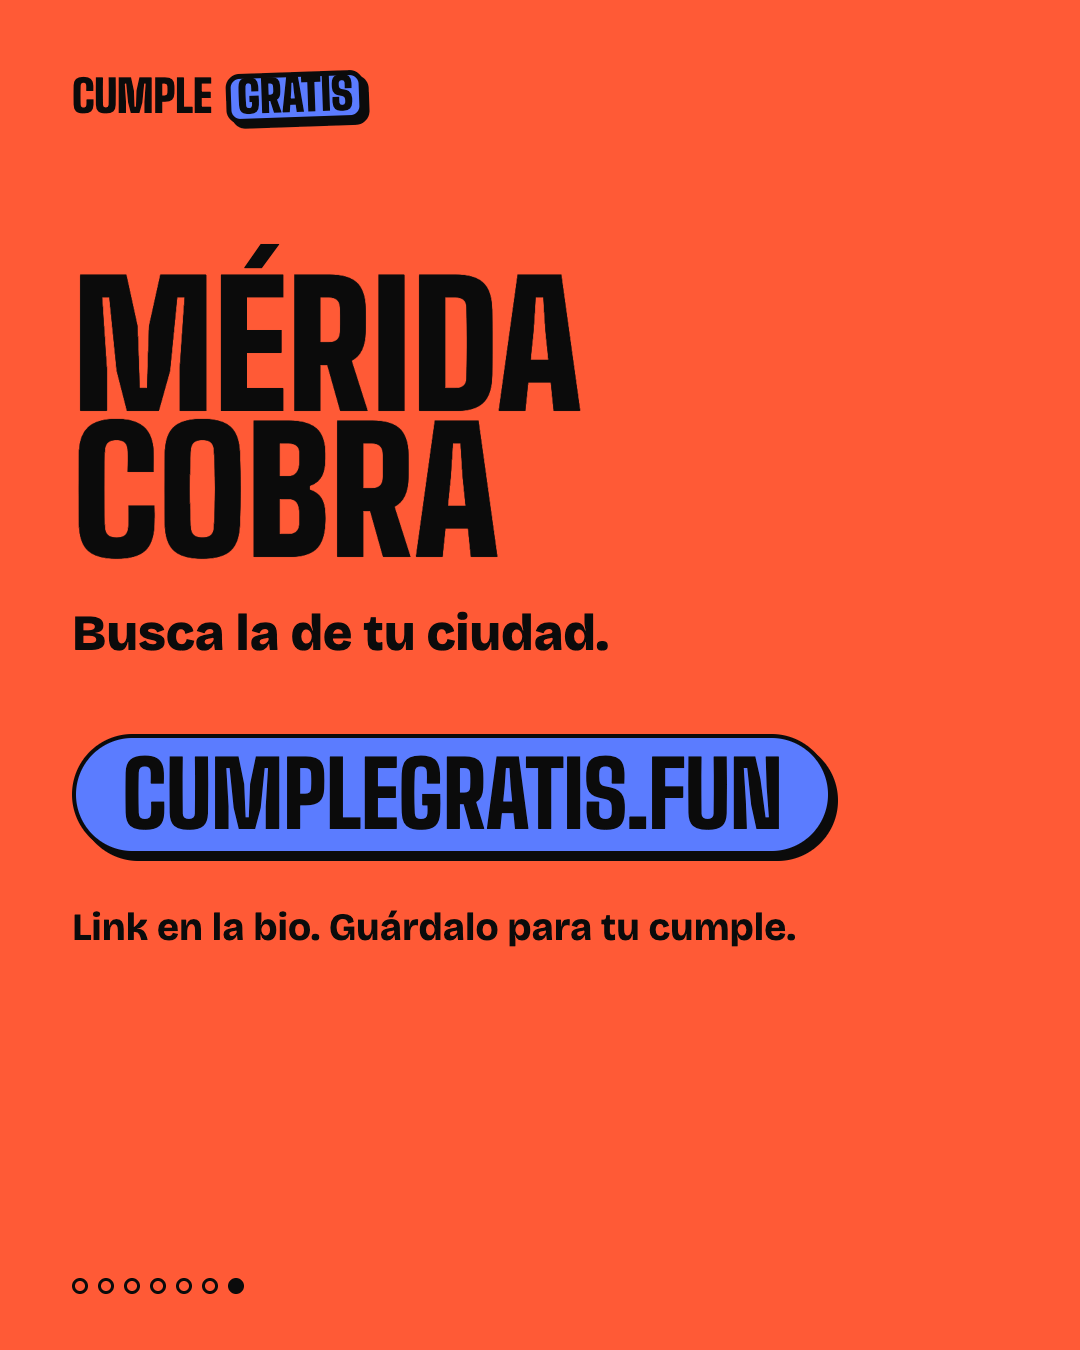 CUMPLE GRATIS
MÉRIDA
COBRA
Busca la de tu ciudad.
CUMPLEGRATIS.FUN
Link en la bio. Guárdalo para tu cumple.